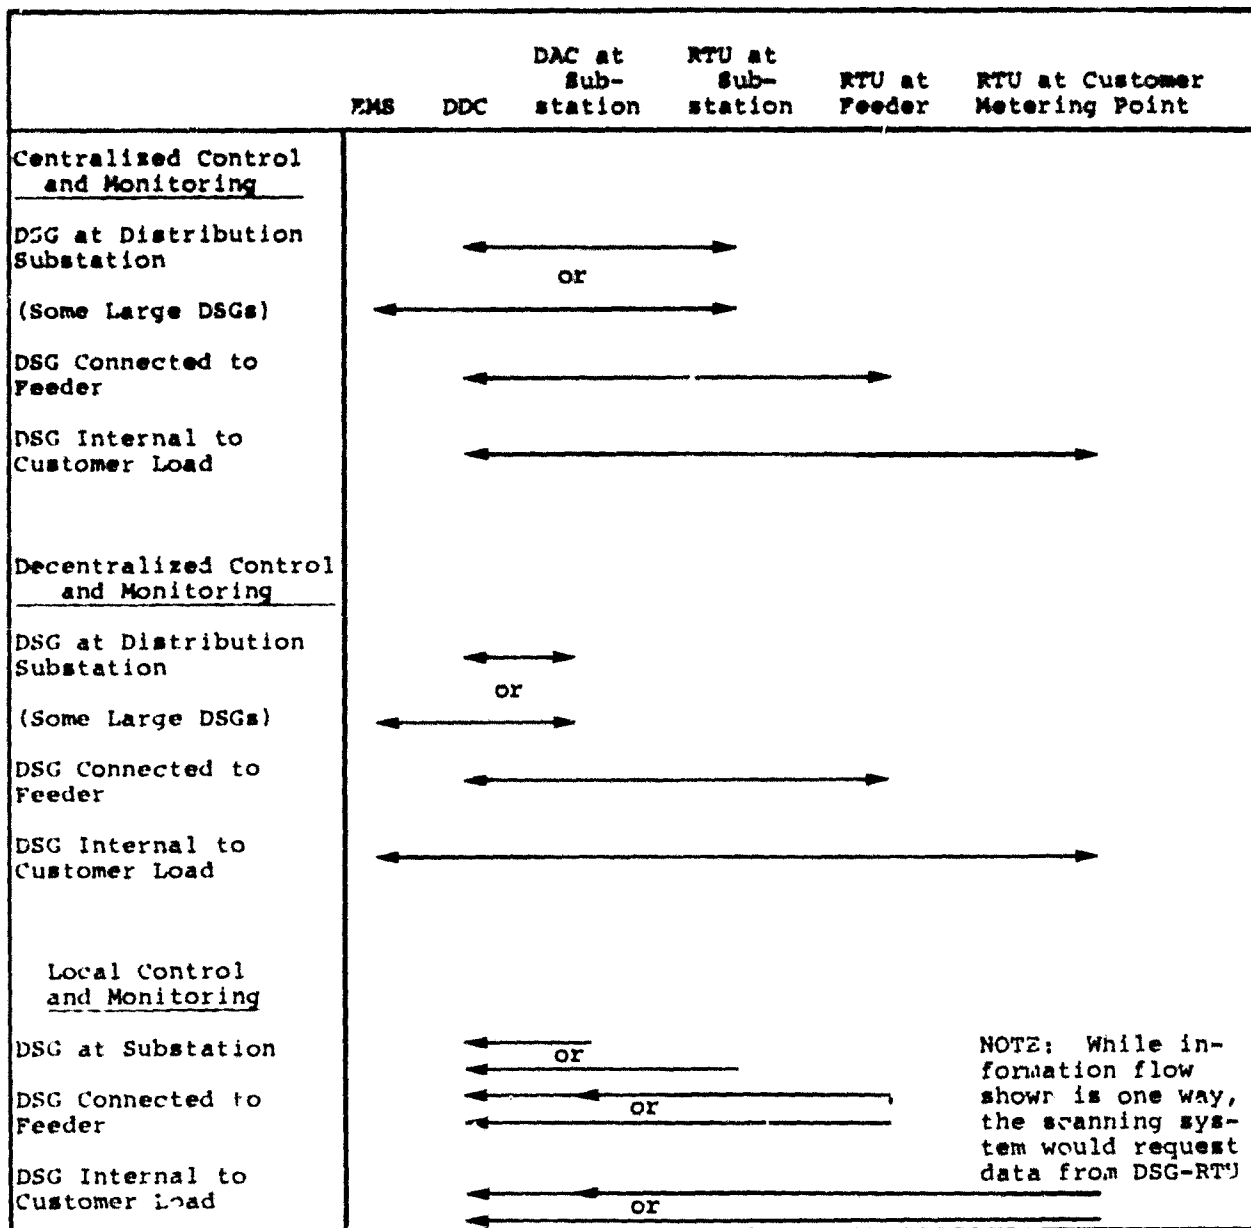 DAC at RTU at
Sub- Sub- RTU at RTU at Customer
EMS DDC station station Feeder Metering Point
Centralized Control
and Monitoring
DSG at Distribution
Substation
or
(Some Large DSGs)
DSG Connected to
Feeder
DSG Internal to
Customer Load
Decentralized Control
and Monitoring
DSG at Distribution
Substation
or
(Some Large DSGs)
DSG Connected to
Feeder
DSG Internal to
Customer Load
Local Control
and Monitoring
DSG at Substation
or
DSG Connected to
Feeder
or
DSG Internal to
Customer Load
or
NOTE: While in-
formation flow
shown is one way,
the scanning sys-
tem would request
data from DSG-RTU